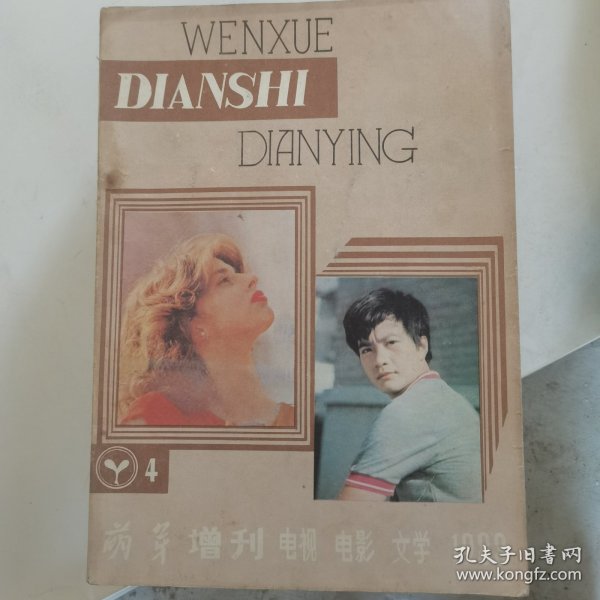 WENXUE
DIANSHI
DIANYING
4
萌芽 增刊 电视 电影 文学
孔夫子旧书网
www.kongfz.com